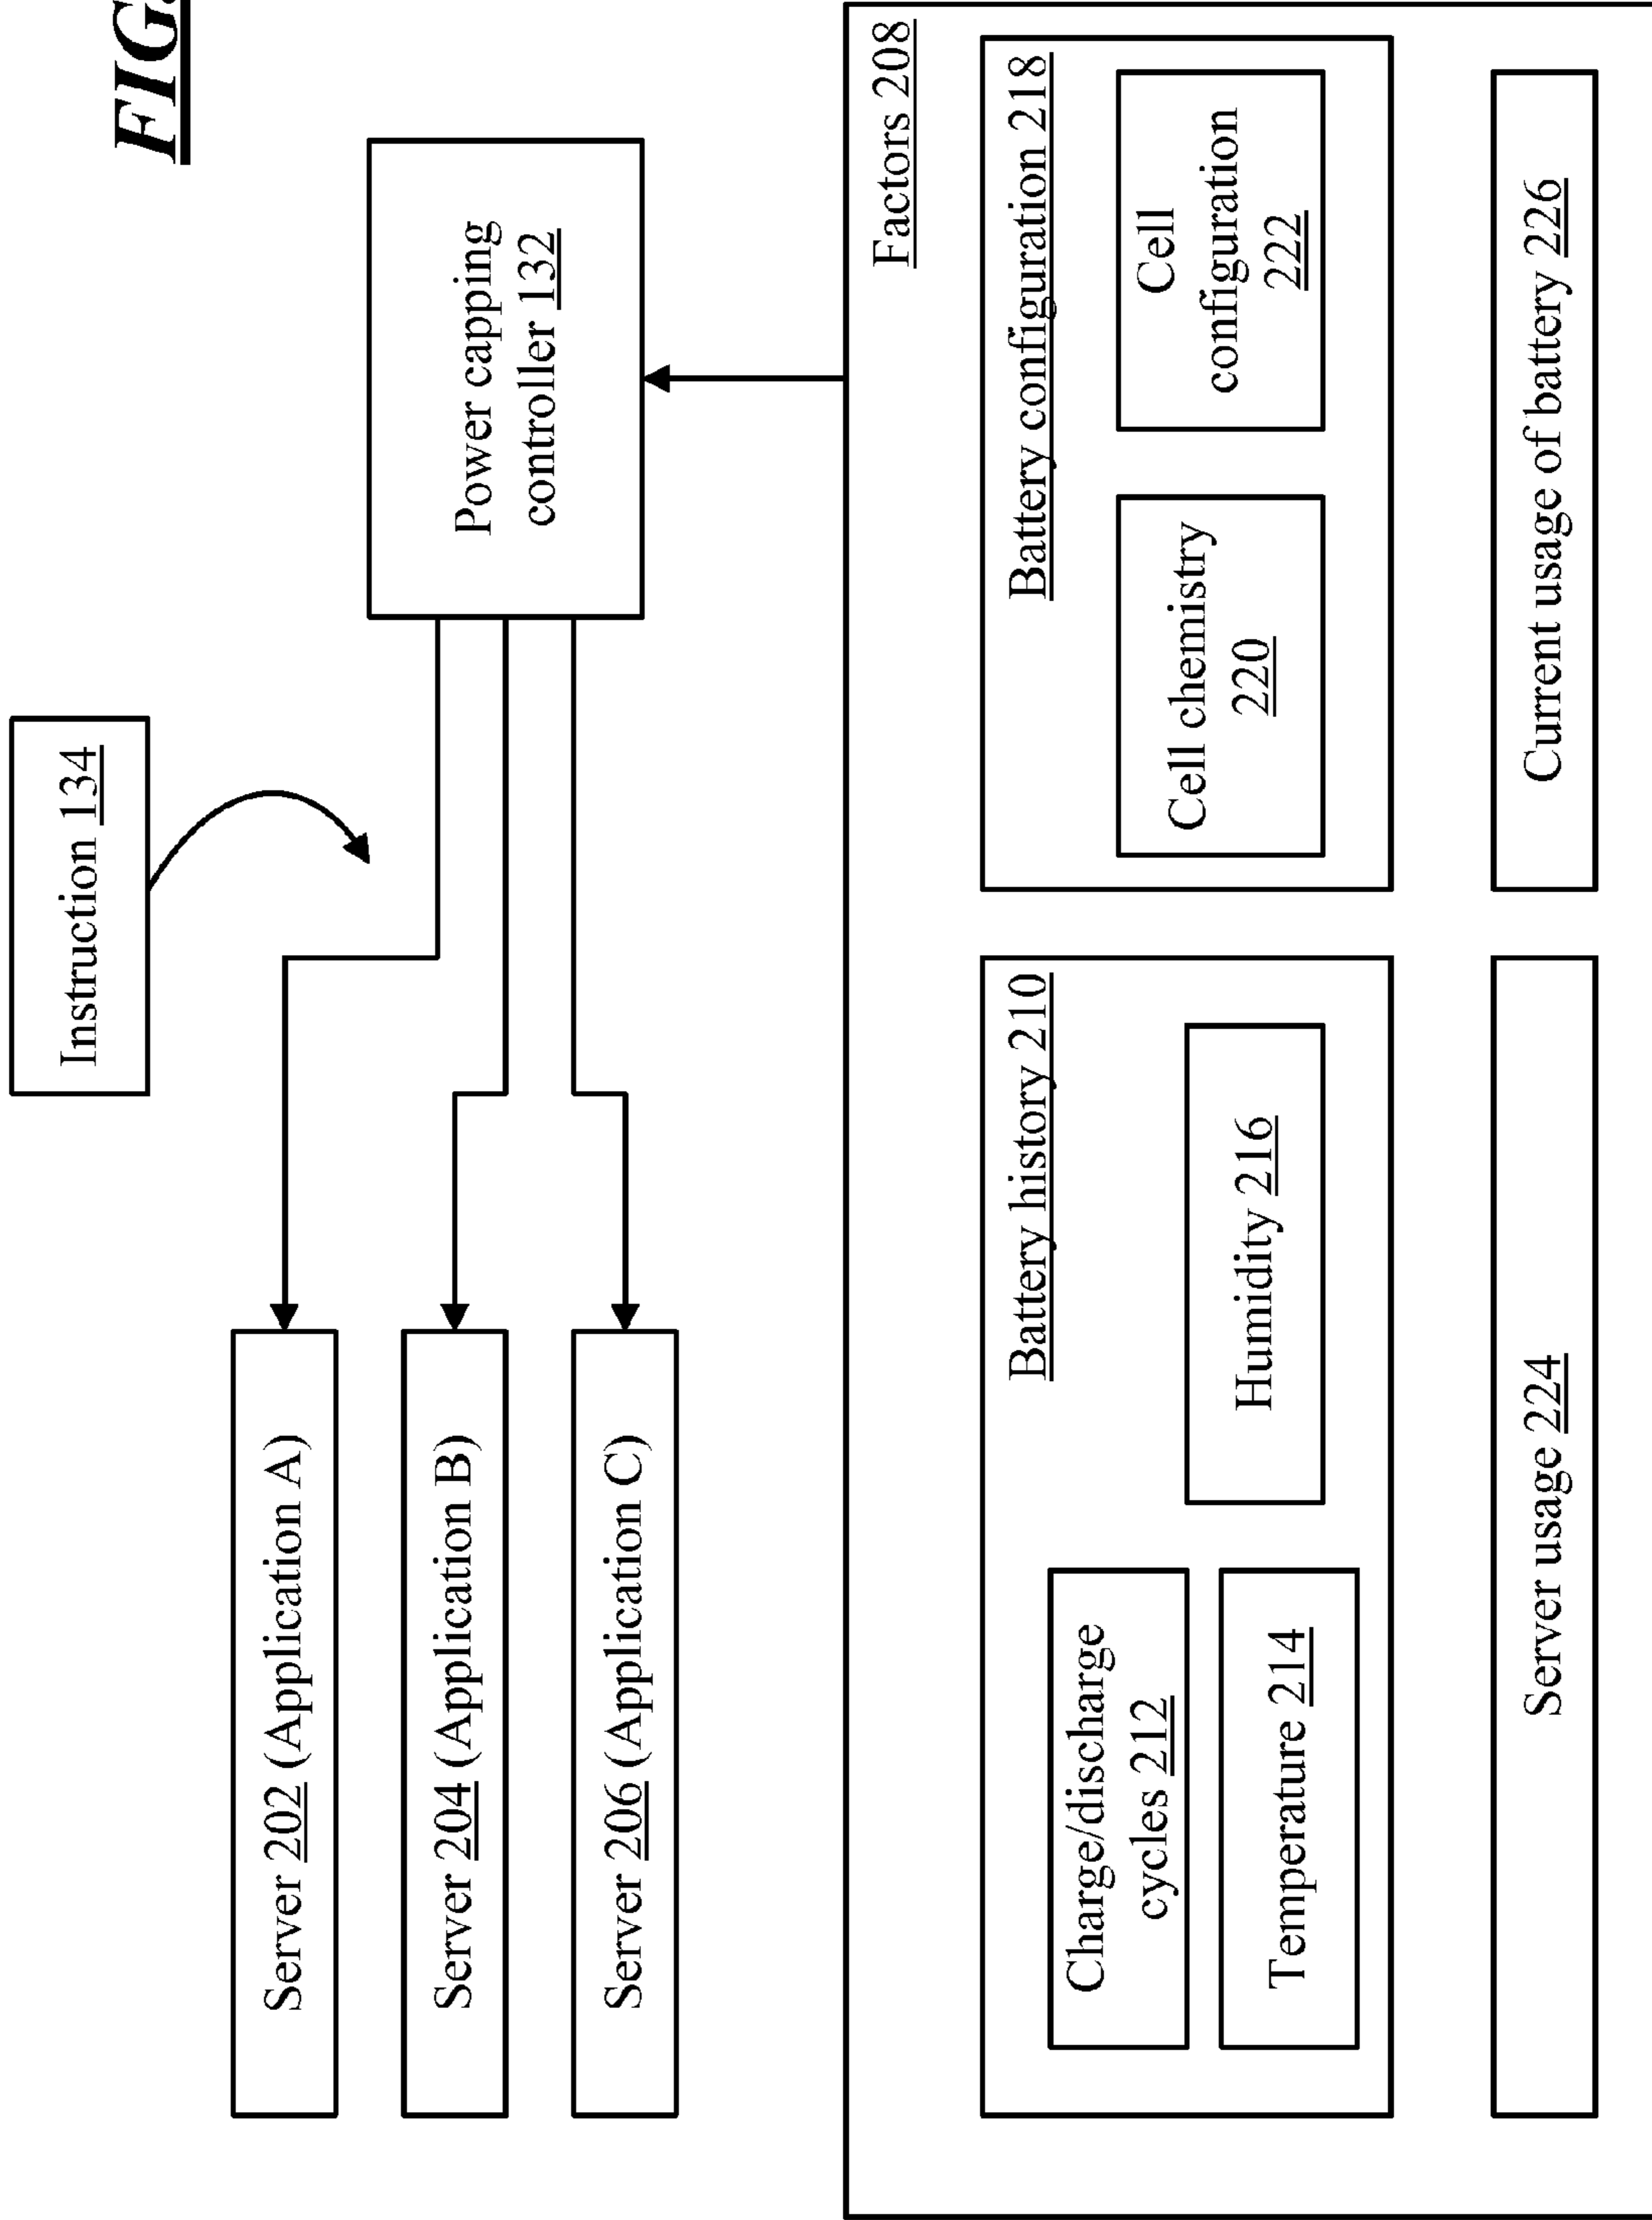 FIG.
Instruction 134
Server 202 (Application A)
Server 204 (Application B)
Server 206 (Application C)
Power capping
controller 132
Factors 208
Battery history 210
Charge/discharge
cycles 212
Temperature 214
Humidity 216
Battery configuration 218
Cell chemistry
220
Cell
configuration
222
Server usage 224
Current usage of battery 226